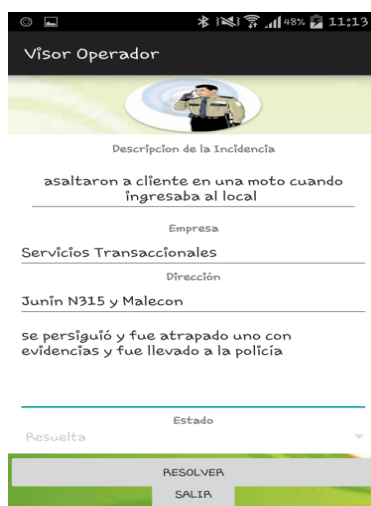 48% 11:13
Visor Operador
Descripcion de la Incidencia
asaltaron a cliente en una moto cuando
ingresaba al local
Empresa
Servicios Transaccionales
Dirección
Junin N315 y Malecon
se persiguió y fue atrapado uno con
evidencias y fue llevado a la policía
Estado
Resuelta
RESOLVER
SALIR